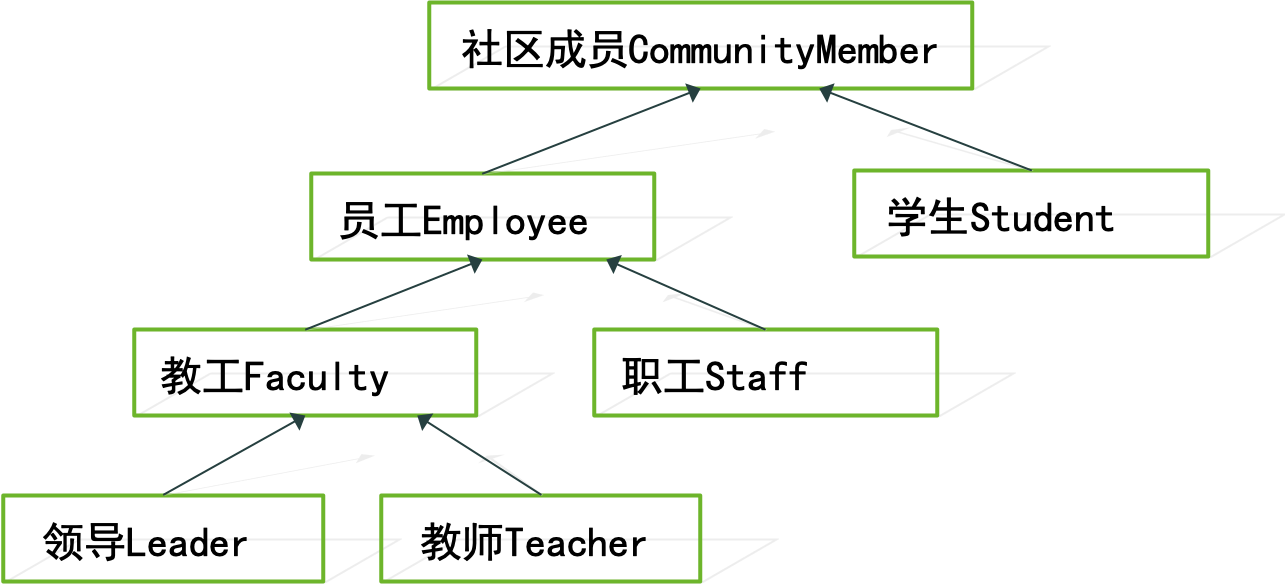 社区成员CommunityMember
员工Employee
学生Student
教工Faculty
职工Staff
领导Leader
教师Teacher